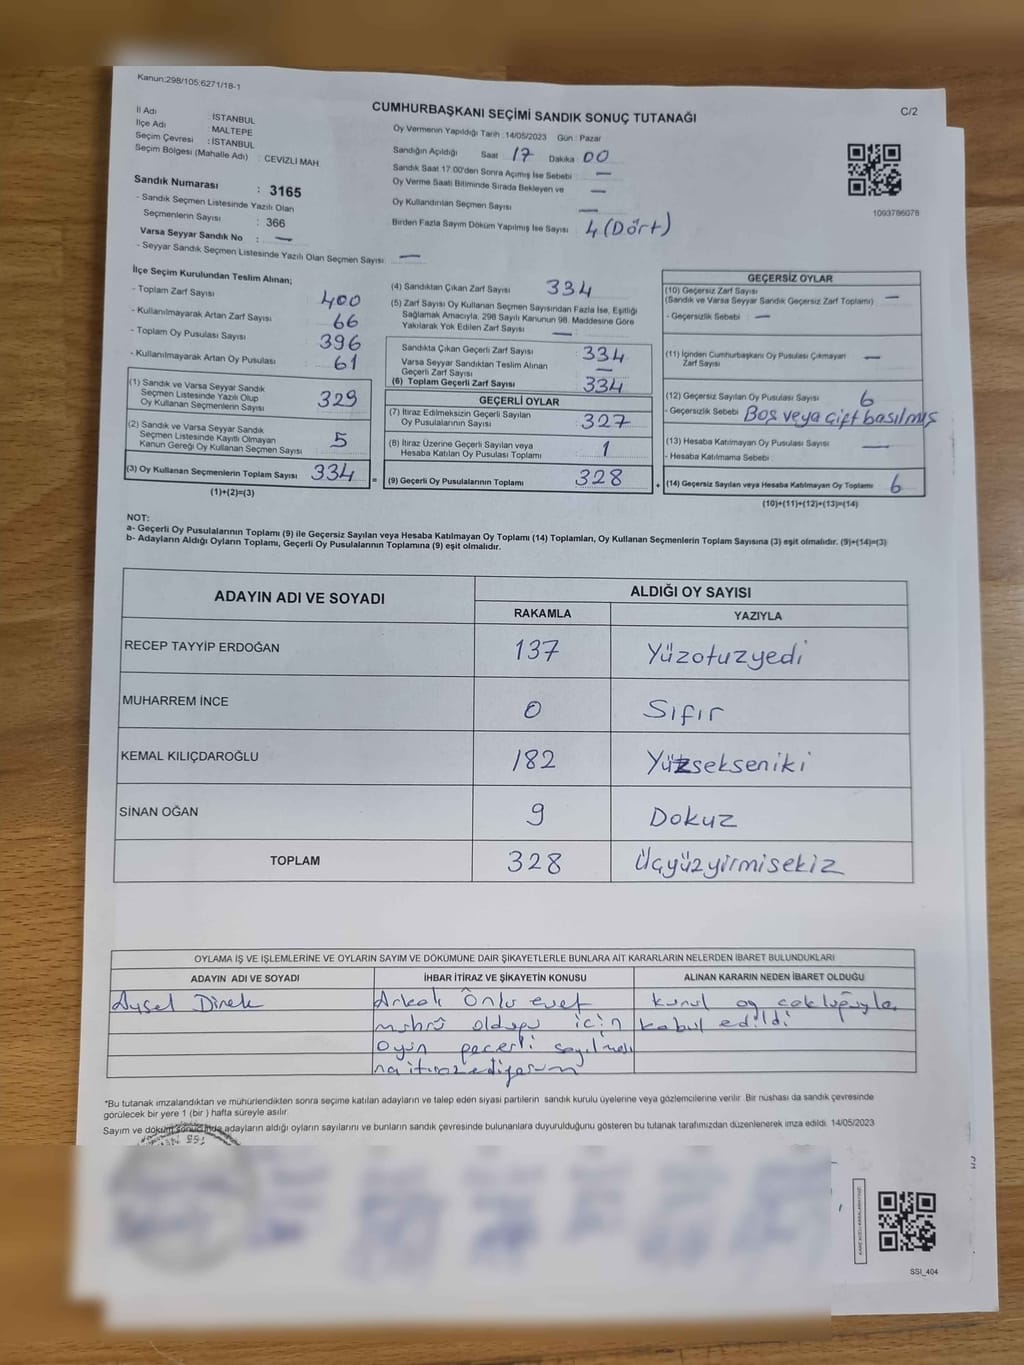 Kanun:298/105:6271/18-1
CUMHURBAŞKANI SEÇİMİ SANDIK SONUÇ TUTANAĞI
C/2
İl Adı : İSTANBUL
İlçe Adı : MALTEPE
Seçim Çevresi : İSTANBUL
Seçim Bölgesi (Mahalle Adı) : CEVİZLİ MAH
Sandık Numarası : 3165
- Sandık Seçmen Listesinde Yazılı Olan
Seçmenlerin Sayısı : 366
Varsa Seyyar Sandık No : —
- Seyyar Sandık Seçmen Listesinde Yazılı Olan Seçmen Sayısı: —
Oy Vermenin Yapıldığı Tarih : 14/05/2023 Gün : Pazar
Sandığın Açıldığı Saat 17 Dakika 00
Sandık Saat 17:00'den Sonra Açımış İse Sebebi : —
Oy Verme Saati Bitiminde Sırada Bekleyen ve —
Oy Kullandırılan Seçmen Sayısı —
Birden Fazla Sayım Döküm Yapılmış İse Sayısı 4 (Dört)
1093786078
İlçe Seçim Kurulundan Teslim Alınan;
- Toplam Zarf Sayısı 400
- Kullanılmayarak Artan Zarf Sayısı 66
- Toplam Oy Pusulası Sayısı 396
- Kullanılmayarak Artan Oy Pusulası 61
(1) Sandık ve Varsa Seyyar Sandık
Seçmen Listesinde Yazılı Olup
Oy Kullanan Seçmenlerin Sayısı 329
(2) Sandık ve Varsa Seyyar Sandık
Seçmen Listesinde Kayıtlı Olmayan
Kanun Gereği Oy Kullanan Seçmen Sayısı 5
(3) Oy Kullanan Seçmenlerin Toplam Sayısı 334 =
(1)+(2)=(3)
(4) Sandıktan Çıkan Zarf Sayısı 334
(5) Zarf Sayısı Oy Kullanan Seçmen Sayısından Fazla İse, Eşitliği
Sağlamak Amacıyla, 298 Sayılı Kanunun 98. Maddesine Göre
Yakılarak Yok Edilen Zarf Sayısı —
Sandıkta Çıkan Geçerli Zarf Sayısı 334
Varsa Seyyar Sandıktan Teslim Alınan
Geçerli Zarf Sayısı —
(6) Toplam Geçerli Zarf Sayısı 334
GEÇERLİ OYLAR
(7) İtiraz Edilmeksizin Geçerli Sayılan
Oy Pusulalarının Sayısı 327
(8) İtiraz Üzerine Geçerli Sayılan veya
Hesaba Katılan Oy Pusulası Toplamı 1
(9) Geçerli Oy Pusulalarının Toplamı 328 +
GEÇERSİZ OYLAR
(10) Geçersiz Zarf Sayısı
(Sandık ve Varsa Seyyar Sandık Geçersiz Zarf Toplamı) —
- Geçersizlik Sebebi : —
(11) İçinden Cumhurbaşkanı Oy Pusulası Çıkmayan
Zarf Sayısı —
(12) Geçersiz Sayılan Oy Pusulası Sayısı 6
- Geçersizlik Sebebi Boş veya çift basılmış
(13) Hesaba Katılmayan Oy Pusulası Sayısı —
- Hesaba Katılmama Sebebi
(14) Geçersiz Sayılan veya Hesaba Katılmayan Oy Toplamı 6
(10)+(11)+(12)+(13)=(14)
NOT:
a- Geçerli Oy Pusulalarının Toplamı (9) ile Geçersiz Sayılan veya Hesaba Katılmayan Oy Toplamı (14) Toplamları, Oy Kullanan Seçmenlerin Toplam Sayısına (3) eşit olmalıdır. (9)+(14)=(3)
b- Adayların Aldığı Oyların Toplamı, Geçerli Oy Pusulalarının Toplamına (9) eşit olmalıdır.
ADAYIN ADI VE SOYADI
ALDIĞI OY SAYISI
RAKAMLA YAZIYLA
RECEP TAYYİP ERDOĞAN 137 Yüzotuzyedi
MUHARREM İNCE 0 Sıfır
KEMAL KILIÇDAROĞLU 182 Yüzsekseniki
SİNAN OĞAN 9 Dokuz
TOPLAM 328 Üçyüzyirmisekiz
OYLAMA İŞ VE İŞLEMLERİNE VE OYLARIN SAYIM VE DÖKÜMÜNE DAİR ŞİKAYETLERLE BUNLARA AİT KARARLARIN NELERDEN İBARET BULUNDUKLARI
ADAYIN ADI VE SOYADI İHBAR İTİRAZ VE ŞİKAYETİN KONUSU ALINAN KARARIN NEDEN İBARET OLDUĞU
Aysel Direk Arkalı Önlü evet kurul oy çokluğuyla
mührü olduğu için kabul edildi
oyun geçerli sayılması
na itiraz ediyorum
*Bu tutanak imzalandıktan ve mühürlendikten sonra seçime katılan adayların ve talep eden siyasi partilerin sandık kurulu üyelerine veya gözlemcilerine verilir. Bir nüshası da sandık çevresinde
görülecek bir yere 1 (bir) hafta süreyle asılır.
Sayım ve döküm sonucunda adayların aldığı oyların sayılarını ve bunların sandık çevresinde bulunanlara duyurulduğunu gösteren bu tutanak tarafımızdan düzenlenerek imza edildi. 14/05/2023
SSI_404